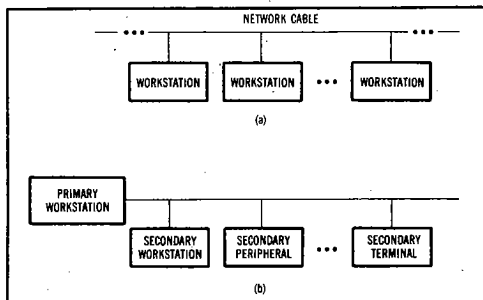 NETWORK CABLE
WORKSTATION WORKSTATION ••• WORKSTATION
(a)
PRIMARY
WORKSTATION
SECONDARY SECONDARY ••• SECONDARY
WORKSTATION PERIPHERAL TERMINAL
(b)